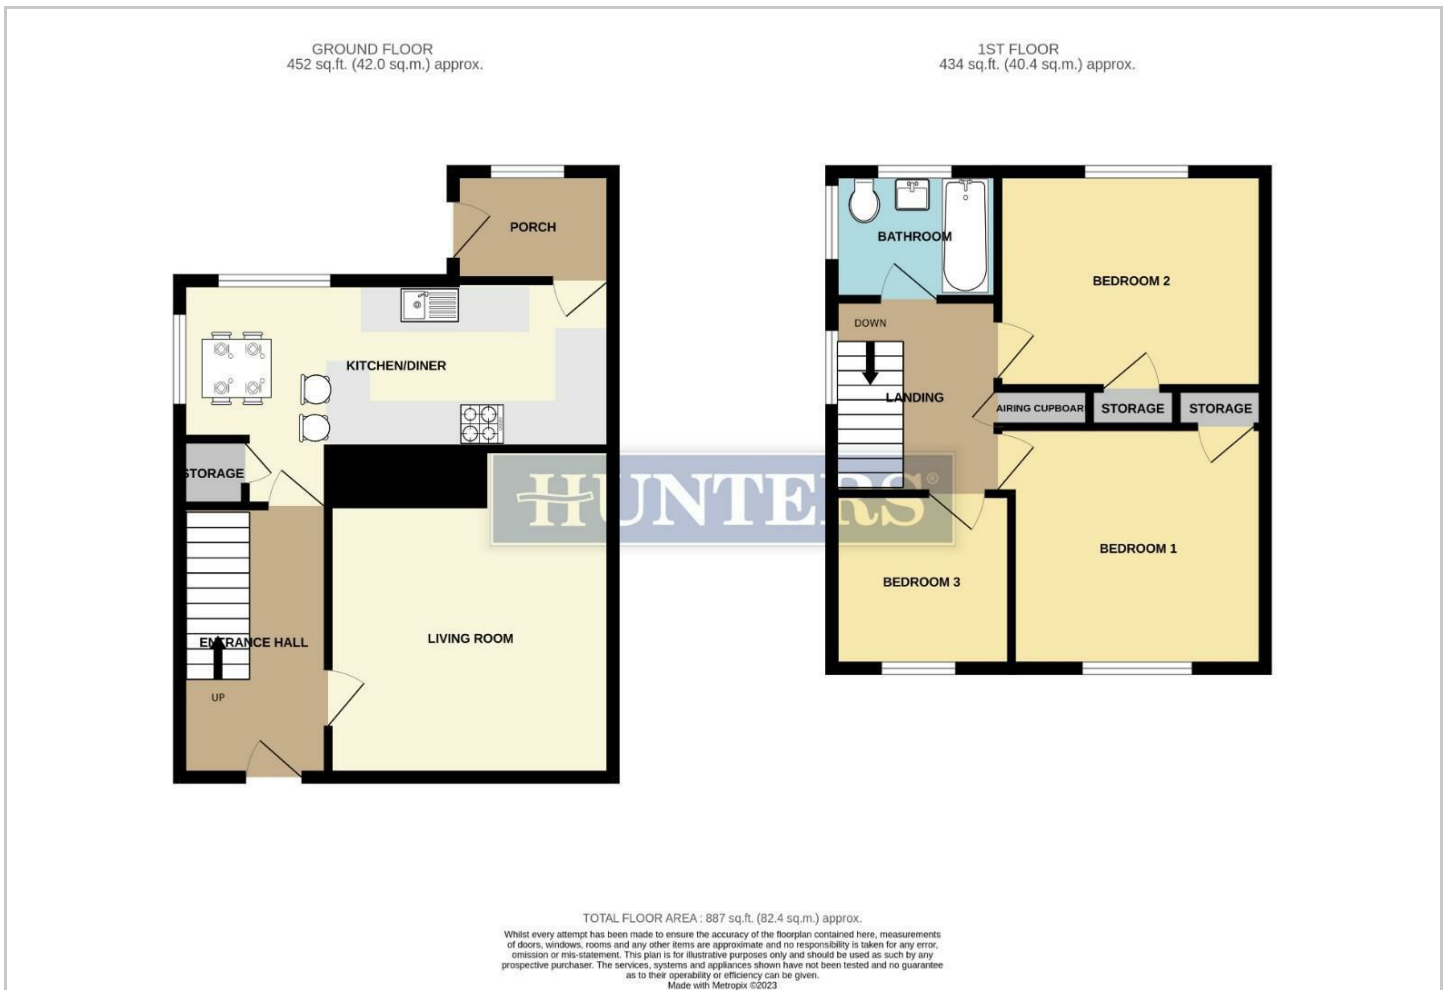 GROUND FLOOR
452 sq.ft. (42.0 sq.m.) approx.
1ST FLOOR
434 sq.ft. (40.4 sq.m.) approx.
PORCH
KITCHEN/DINER
STORAGE
ENTRANCE HALL
UP
LIVING ROOM
BATHROOM
BEDROOM 2
DOWN
LANDING
AIRING CUPBOAR
STORAGE
STORAGE
HUNTERS®
BEDROOM 1
BEDROOM 3
TOTAL FLOOR AREA : 887 sq.ft. (82.4 sq.m.) approx.
Whilst every attempt has been made to ensure the accuracy of the floorplan contained here, measurements
of doors, windows, rooms and any other items are approximate and no responsibility is taken for any error,
omission or mis-statement. This plan is for illustrative purposes only and should be used as such by any
prospective purchaser. The services, systems and appliances shown have not been tested and no guarantee
as to their operability or efficiency can be given.
Made with Metropix ©2023